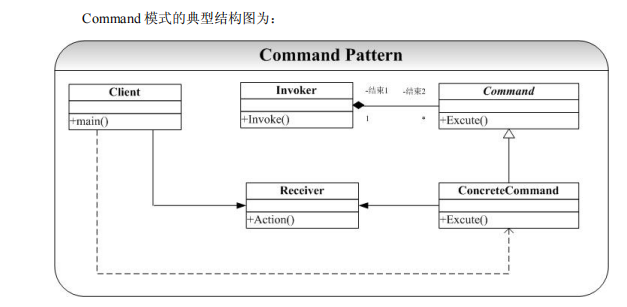 Command 模式的典型结构图为：
Command Pattern
Client
+main()
Invoker
+Invoke()
-结束1
-结束2
1
*
Command
+Excute()
Receiver
+Action()
ConcreteCommand
+Excute()